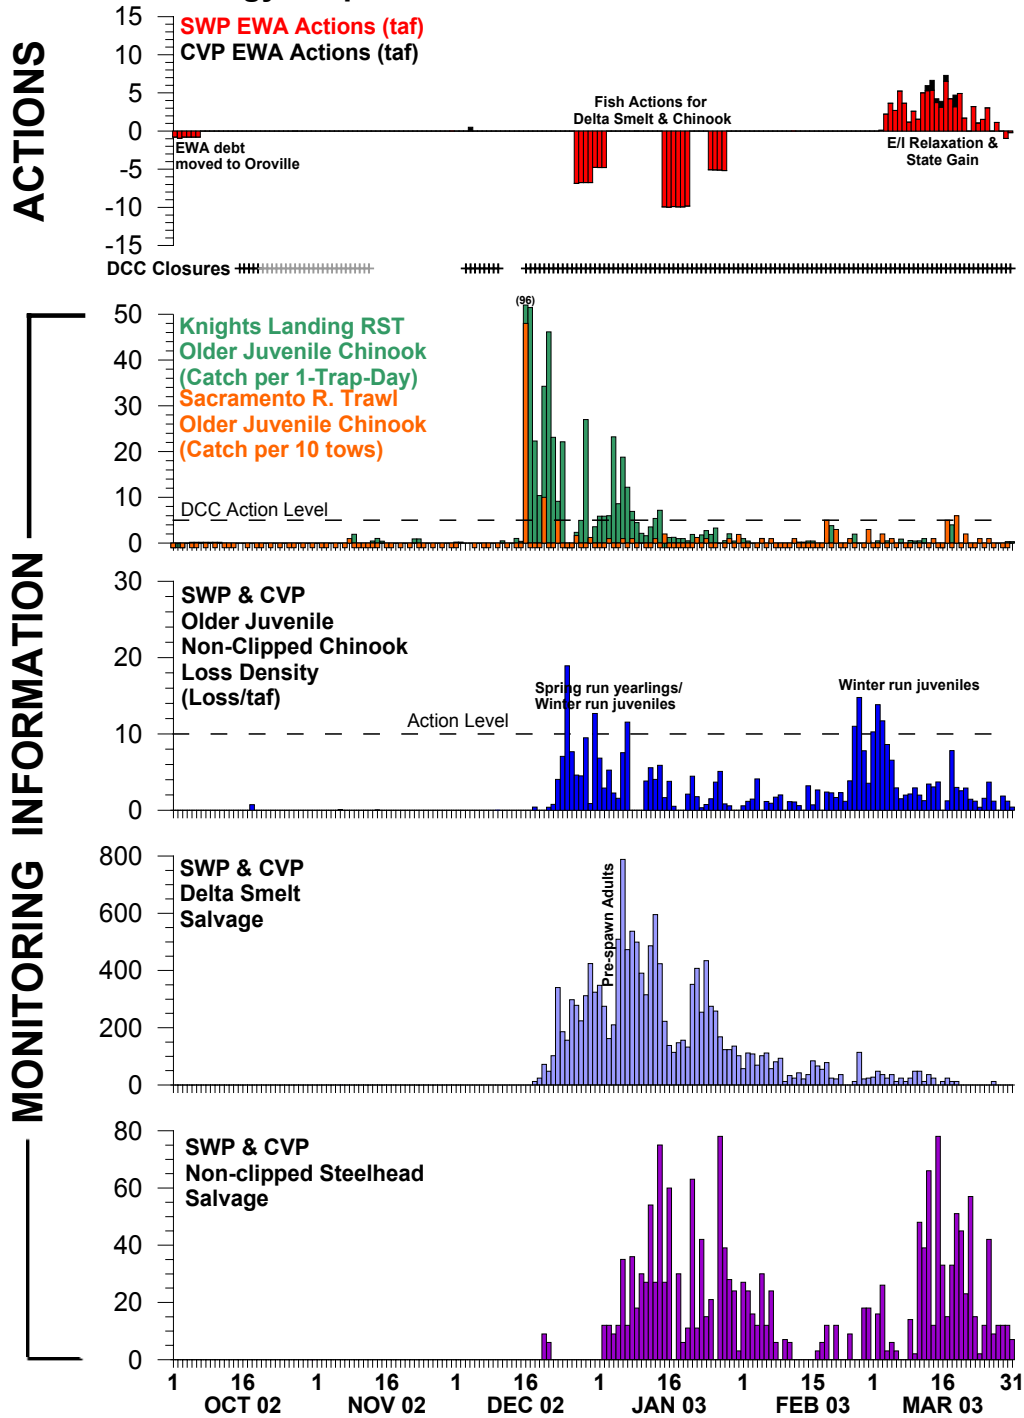 ACTIONS
15
10
5
0
-5
-10
-15
SWP EWA Actions (taf)
CVP EWA Actions (taf)
EWA debt
moved to Oroville
Fish Actions for
Delta Smelt & Chinook
E/I Relaxation &
State Gain
DCC Closures
MONITORING INFORMATION
(96)
50
40
30
20
10
0
Knights Landing RST
Older Juvenile Chinook
(Catch per 1-Trap-Day)
Sacramento R. Trawl
Older Juvenile Chinook
(Catch per 10 tows)
DCC Action Level
30
20
10
0
SWP & CVP
Older Juvenile
Non-Clipped Chinook
Loss Density
(Loss/taf)
Action Level
Spring run yearlings/
Winter run juveniles
Winter run juveniles
800
600
400
200
0
SWP & CVP
Delta Smelt
Salvage
Pre-spawn Adults
80
60
40
20
0
SWP & CVP
Non-clipped Steelhead
Salvage
1 16 1 1 16 1 16 1 15 1 16 31
OCT 02 NOV 02 DEC 02 JAN 03 FEB 03 MAR 03